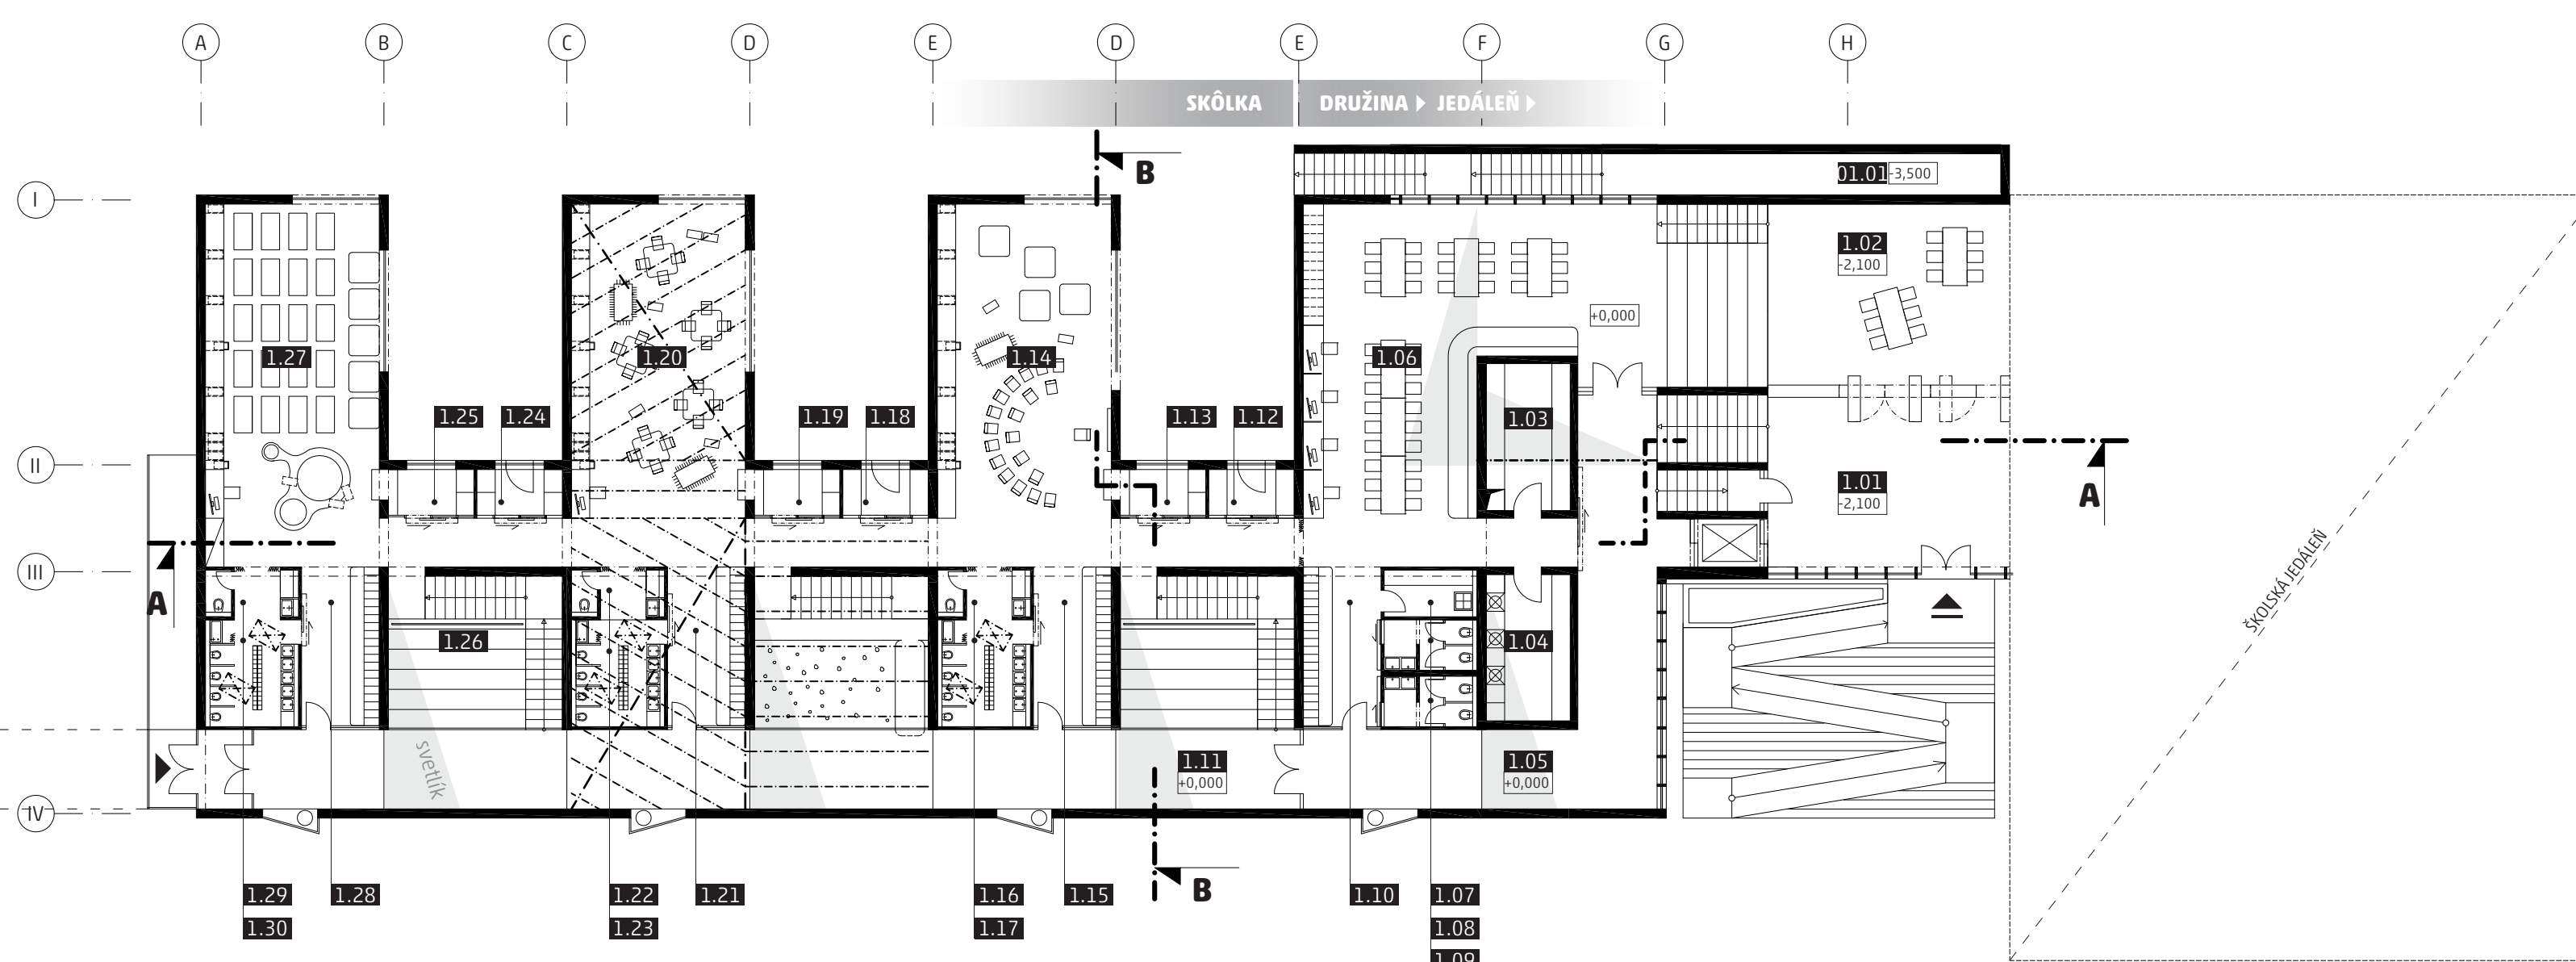 A B C D E D E F G H
SKÔLKA DRUŽINA JEDÁLEŇ
B
01.01 -3,500
I
1.02
-2,100
+0,000
1.27 1.20 1.14 1.06
1.25 1.24 1.19 1.18 1.13 1.12 1.03
II
1.01
-2,100
A
III
A
ŠKOLSKÁ JEDÁLEŇ
1.26 1.04
svetlík
1.11
+0,000
1.05
+0,000
IV
B
1.29 1.28 1.22 1.21 1.16 1.15 1.10 1.07
1.30 1.23 1.17 1.08
1.09